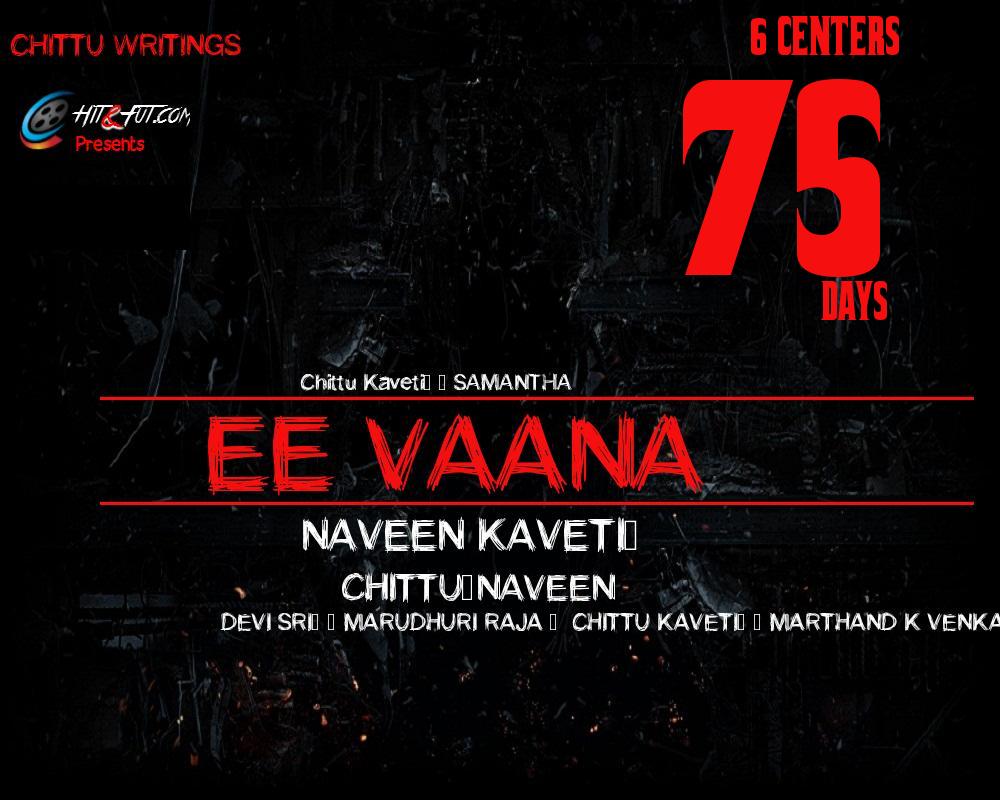 CHITTU WRITINGS
HIT&FUT.COM
Presents
6 CENTERS
75
DAYS
Chittu Kaveti▯ ▯ SAMANTHA
EE VAANA
NAVEEN KAVETI▯
CHITTU▯NAVEEN
DEVI SRI▯ ▯ MARUDHURI RAJA ▯ CHITTU KAVETI▯ ▯ MARTHAND K VENKA